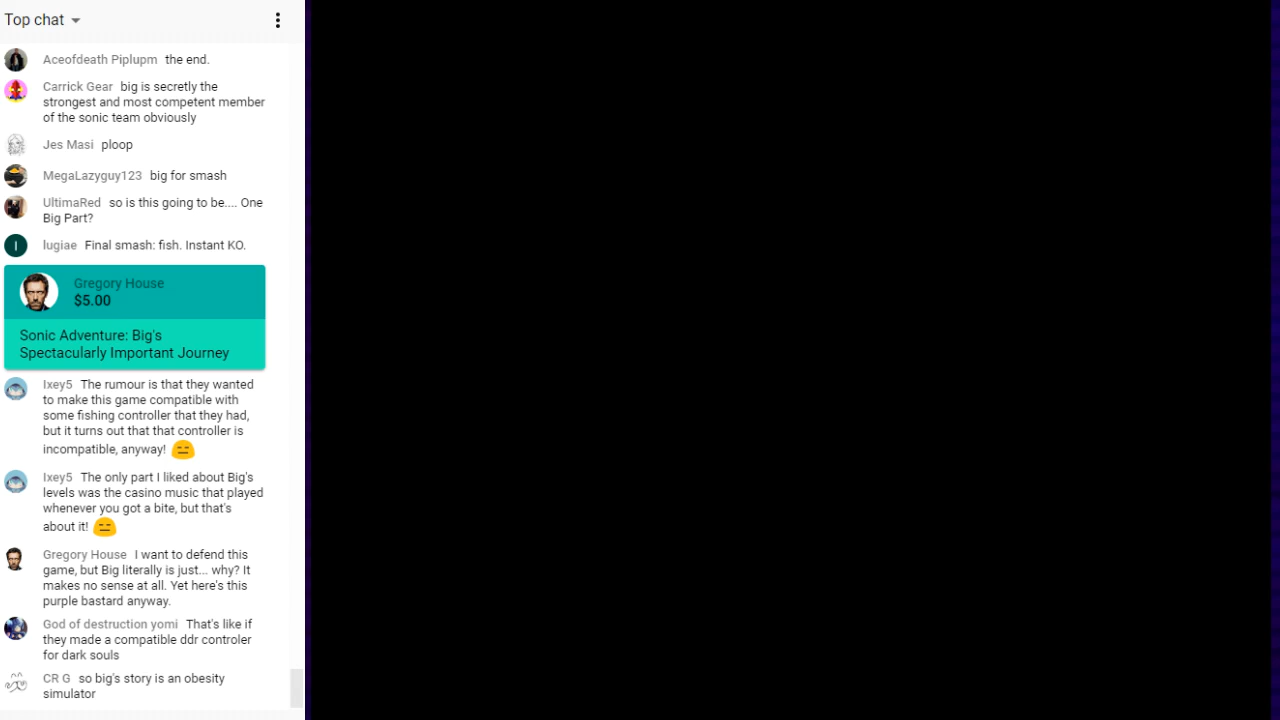 Top chat
Aceofdeath Piplupm the end.
Carrick Gear big is secretly the
strongest and most competent member
of the sonic team obviously
Jes Masi ploop
MegaLazyguy123 big for smash
UltimaRed so is this going to be.... One
Big Part?
I
lugiae Final smash: fish. Instant KO.
Gregory House
$5.00
Sonic Adventure: Big's
Spectacularly Important Journey
Ixey5 The rumour is that they wanted
to make this game compatible with
some fishing controller that they had,
but it turns out that that controller is
incompatible, anyway! 😑
Ixey5 The only part I liked about Big's
levels was the casino music that played
whenever you got a bite, but that's
about it! 😑
Gregory House I want to defend this
game, but Big literally is just... why? It
makes no sense at all. Yet here's this
purple bastard anyway.
God of destruction yomi That's like if
they made a compatible ddr controler
for dark souls
CR G so big's story is an obesity
simulator